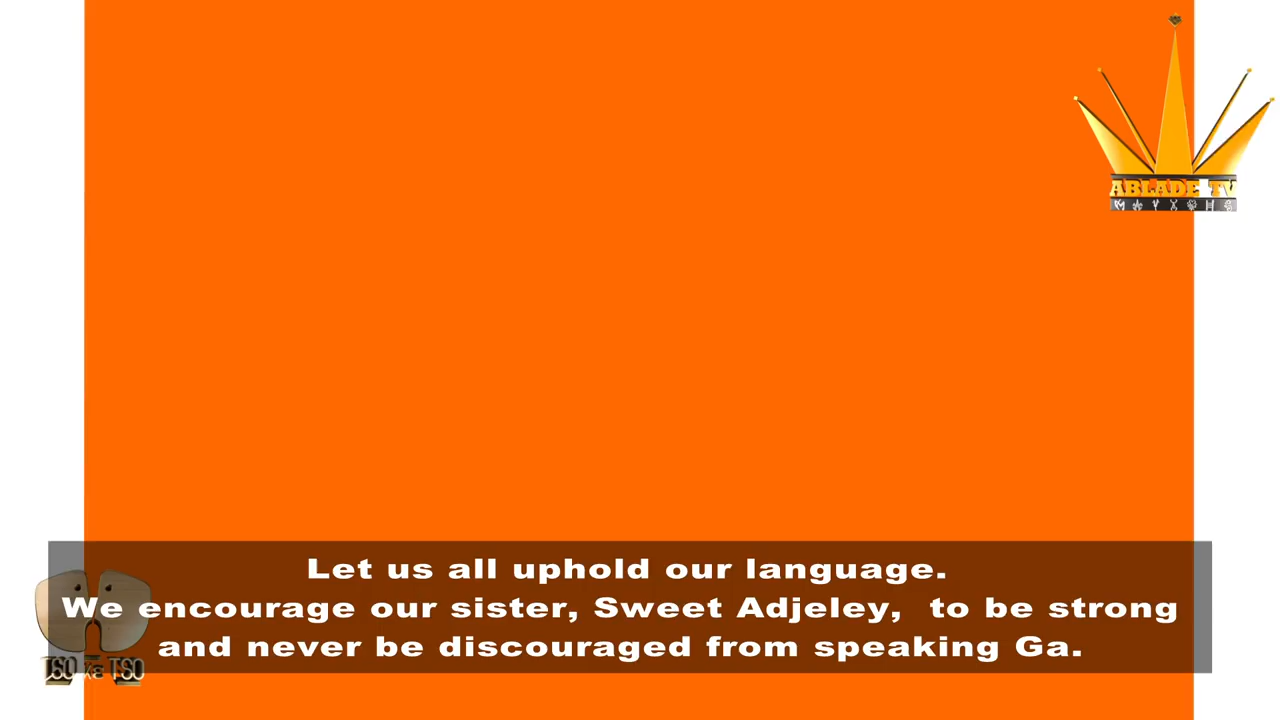 ABLADE TV
Let us all uphold our language.
We encourage our sister, Sweet Adjeley, to be strong
and never be discouraged from speaking Ga.
TSO KE TSO